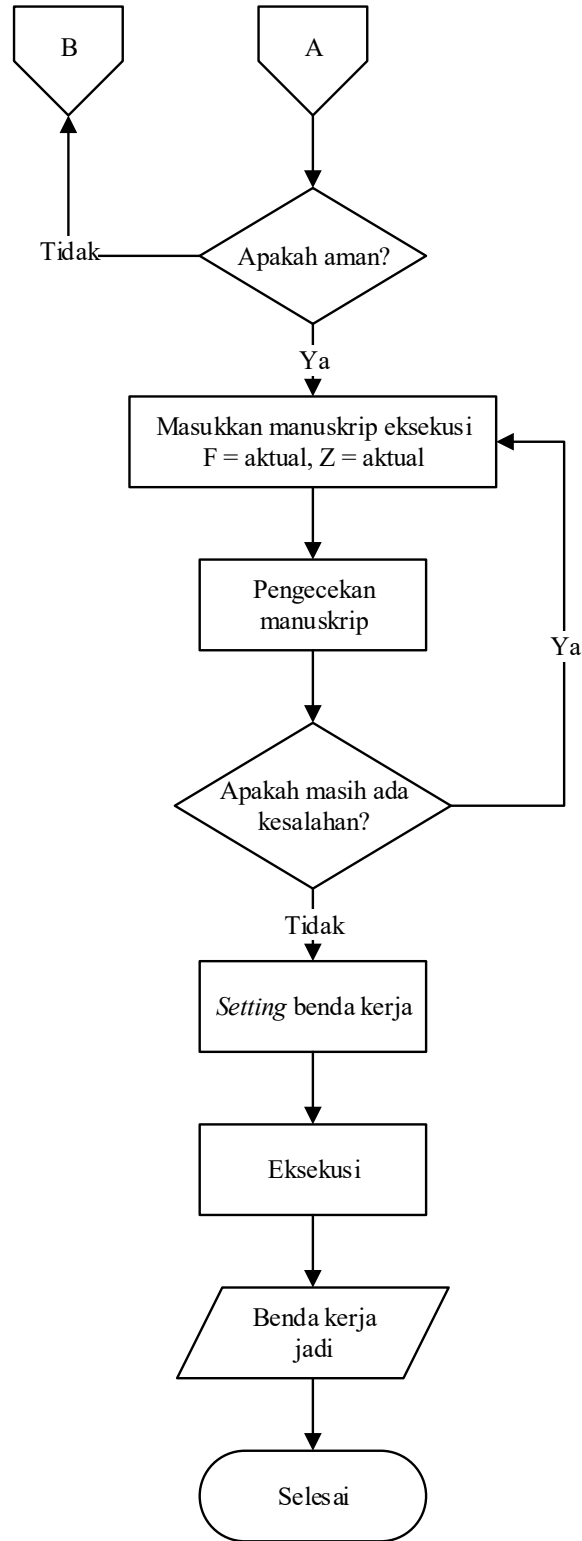 B
A
Apakah aman?
Tidak
Ya
Masukkan manuskrip eksekusi
F = aktual, Z = aktual
Pengecekan
manuskrip
Ya
Apakah masih ada
kesalahan?
Tidak
Setting benda kerja
Eksekusi
Benda kerja
jadi
Selesai